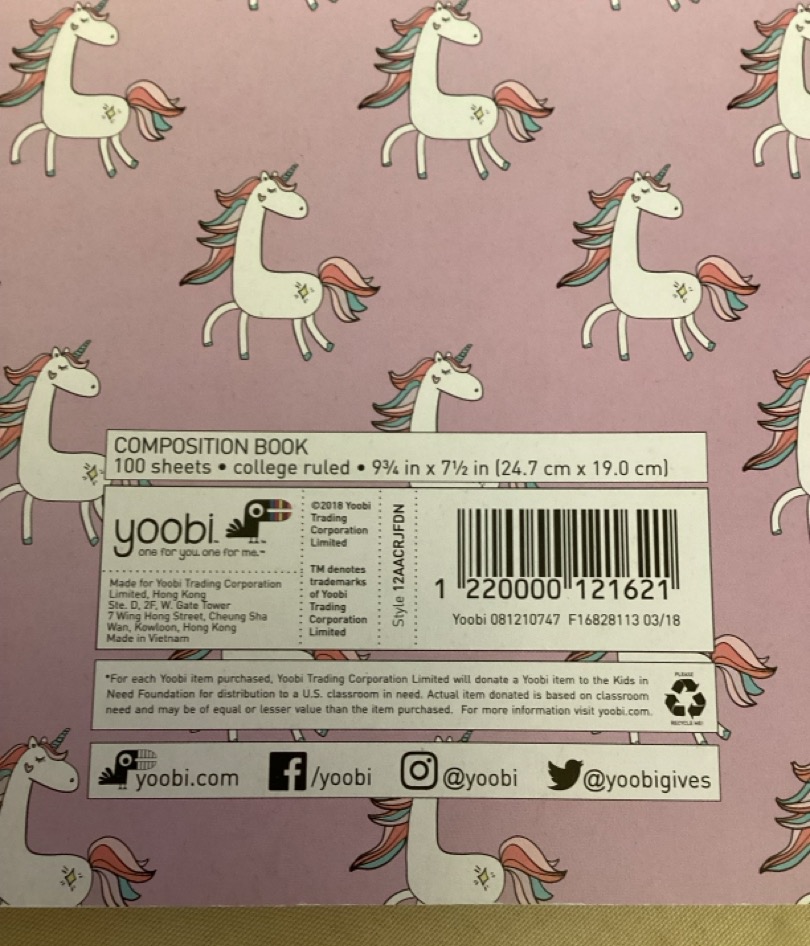 COMPOSITION BOOK
100 sheets • college ruled • 9¾ in x 7½ in (24.7 cm x 19.0 cm)
yoobi™
one for you. one for me.™
Made for Yoobi Trading Corporation
Limited, Hong Kong
Ste. D, 2F, W. Gate Tower
7 Wing Hong Street, Cheung Sha
Wan, Kowloon, Hong Kong
Made in Vietnam
©2018 Yoobi
Trading
Corporation
Limited
TM denotes
trademarks
of Yoobi
Trading
Corporation
Limited
Style 12AACRJFDN
1 220000 121621
Yoobi 081210747 F16828113 03/18
*For each Yoobi item purchased, Yoobi Trading Corporation Limited will donate a Yoobi item to the Kids in
Need Foundation for distribution to a U.S. classroom in need. Actual item donated is based on classroom
need and may be of equal or lesser value than the item purchased. For more information visit yoobi.com.
PLEASE
RECYCLE ME!
yoobi.com /yoobi @yoobi @yoobigives